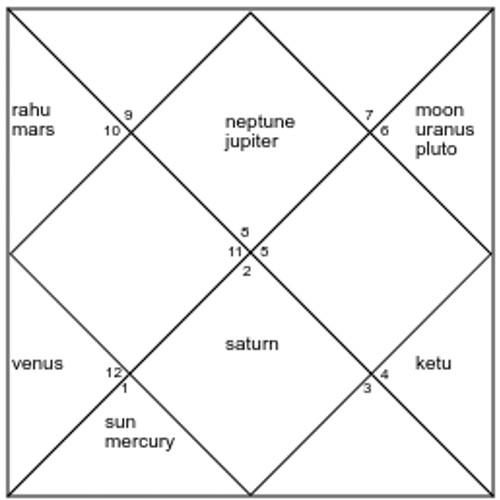 9
7
rahu
mars
10
neptune
jupiter
6
moon
uranus
pluto
8
11
5
2
saturn
venus
12
1
4
3
ketu
sun
mercury